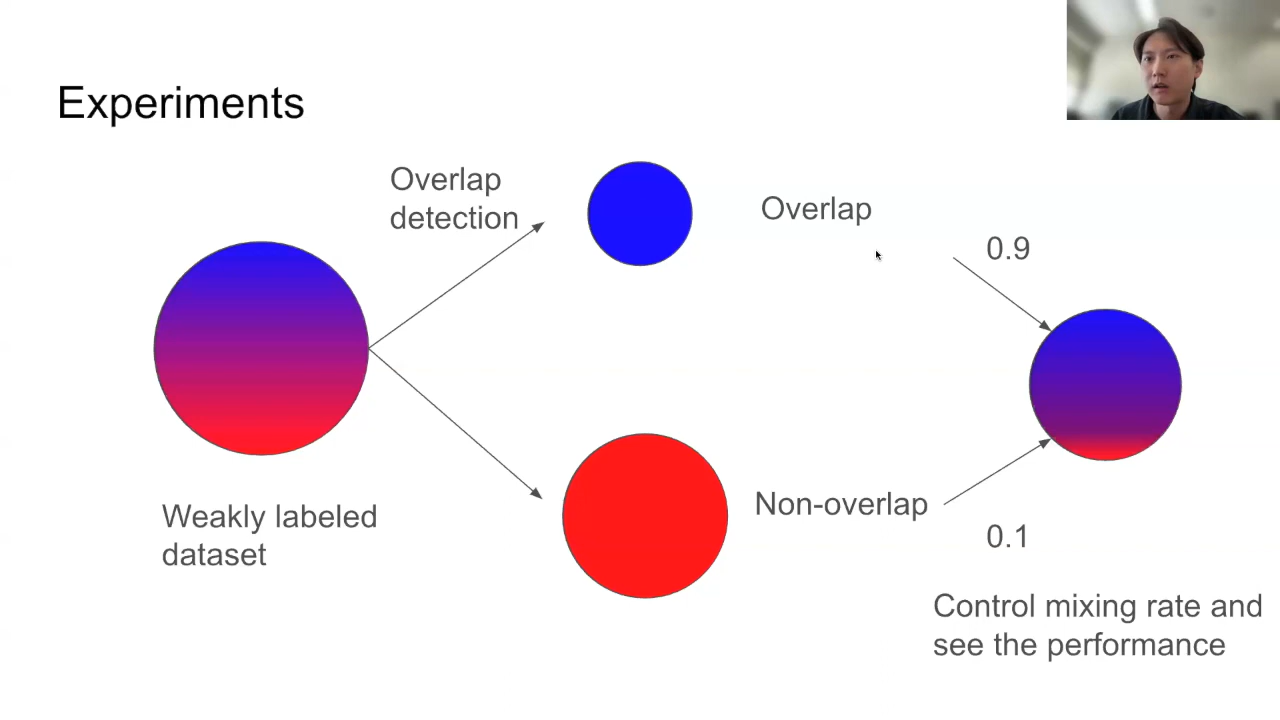 Experiments
Overlap
detection
Overlap
0.9
Weakly labeled
dataset
Non-overlap
0.1
Control mixing rate and
see the performance